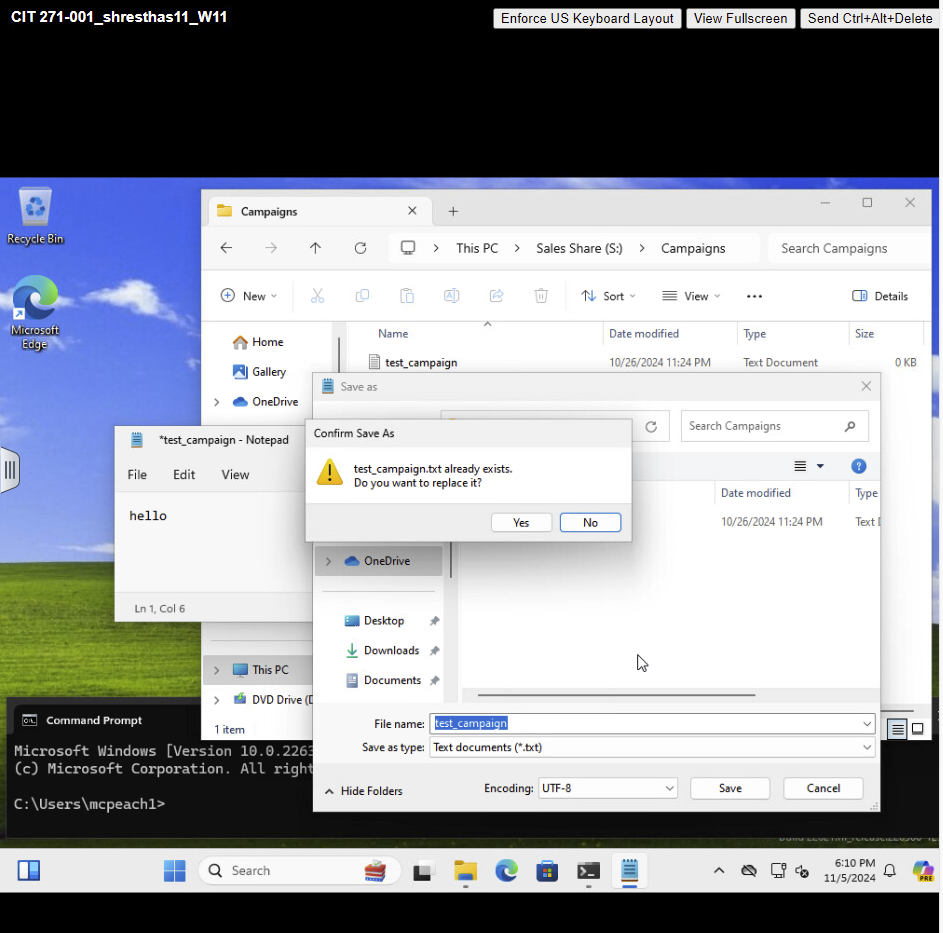 CIT 271-001_shresthas11_W11
Enforce US Keyboard Layout
View Fullscreen
Send Ctrl+Alt+Delete
Recycle Bin
Microsoft
Edge
Campaigns
This PC > Sales Share (S:) > Campaigns
Search Campaigns
New
Sort
View
Details
Name
Date modified
Type
Size
test_campaign
10/26/2024 11:24 PM
Text Document
0 KB
Home
Gallery
OneDrive
Save as
Search Campaigns
Date modified
Type
10/26/2024 11:24 PM
Text
*test_campaign - Notepad
File Edit View
hello
Ln 1, Col 6
Confirm Save As
test_campaign.txt already exists.
Do you want to replace it?
Yes
No
OneDrive
Desktop
Downloads
Documents
This PC
DVD Drive (
1 item
File name: test_campaign
Save as type: Text documents (*.txt)
Hide Folders
Encoding: UTF-8
Save
Cancel
Command Prompt
Microsoft Windows [Version 10.0.2263
(c) Microsoft Corporation. All right
C:\Users\mcpeach1>
Search
PRE
6:10 PM
11/5/2024